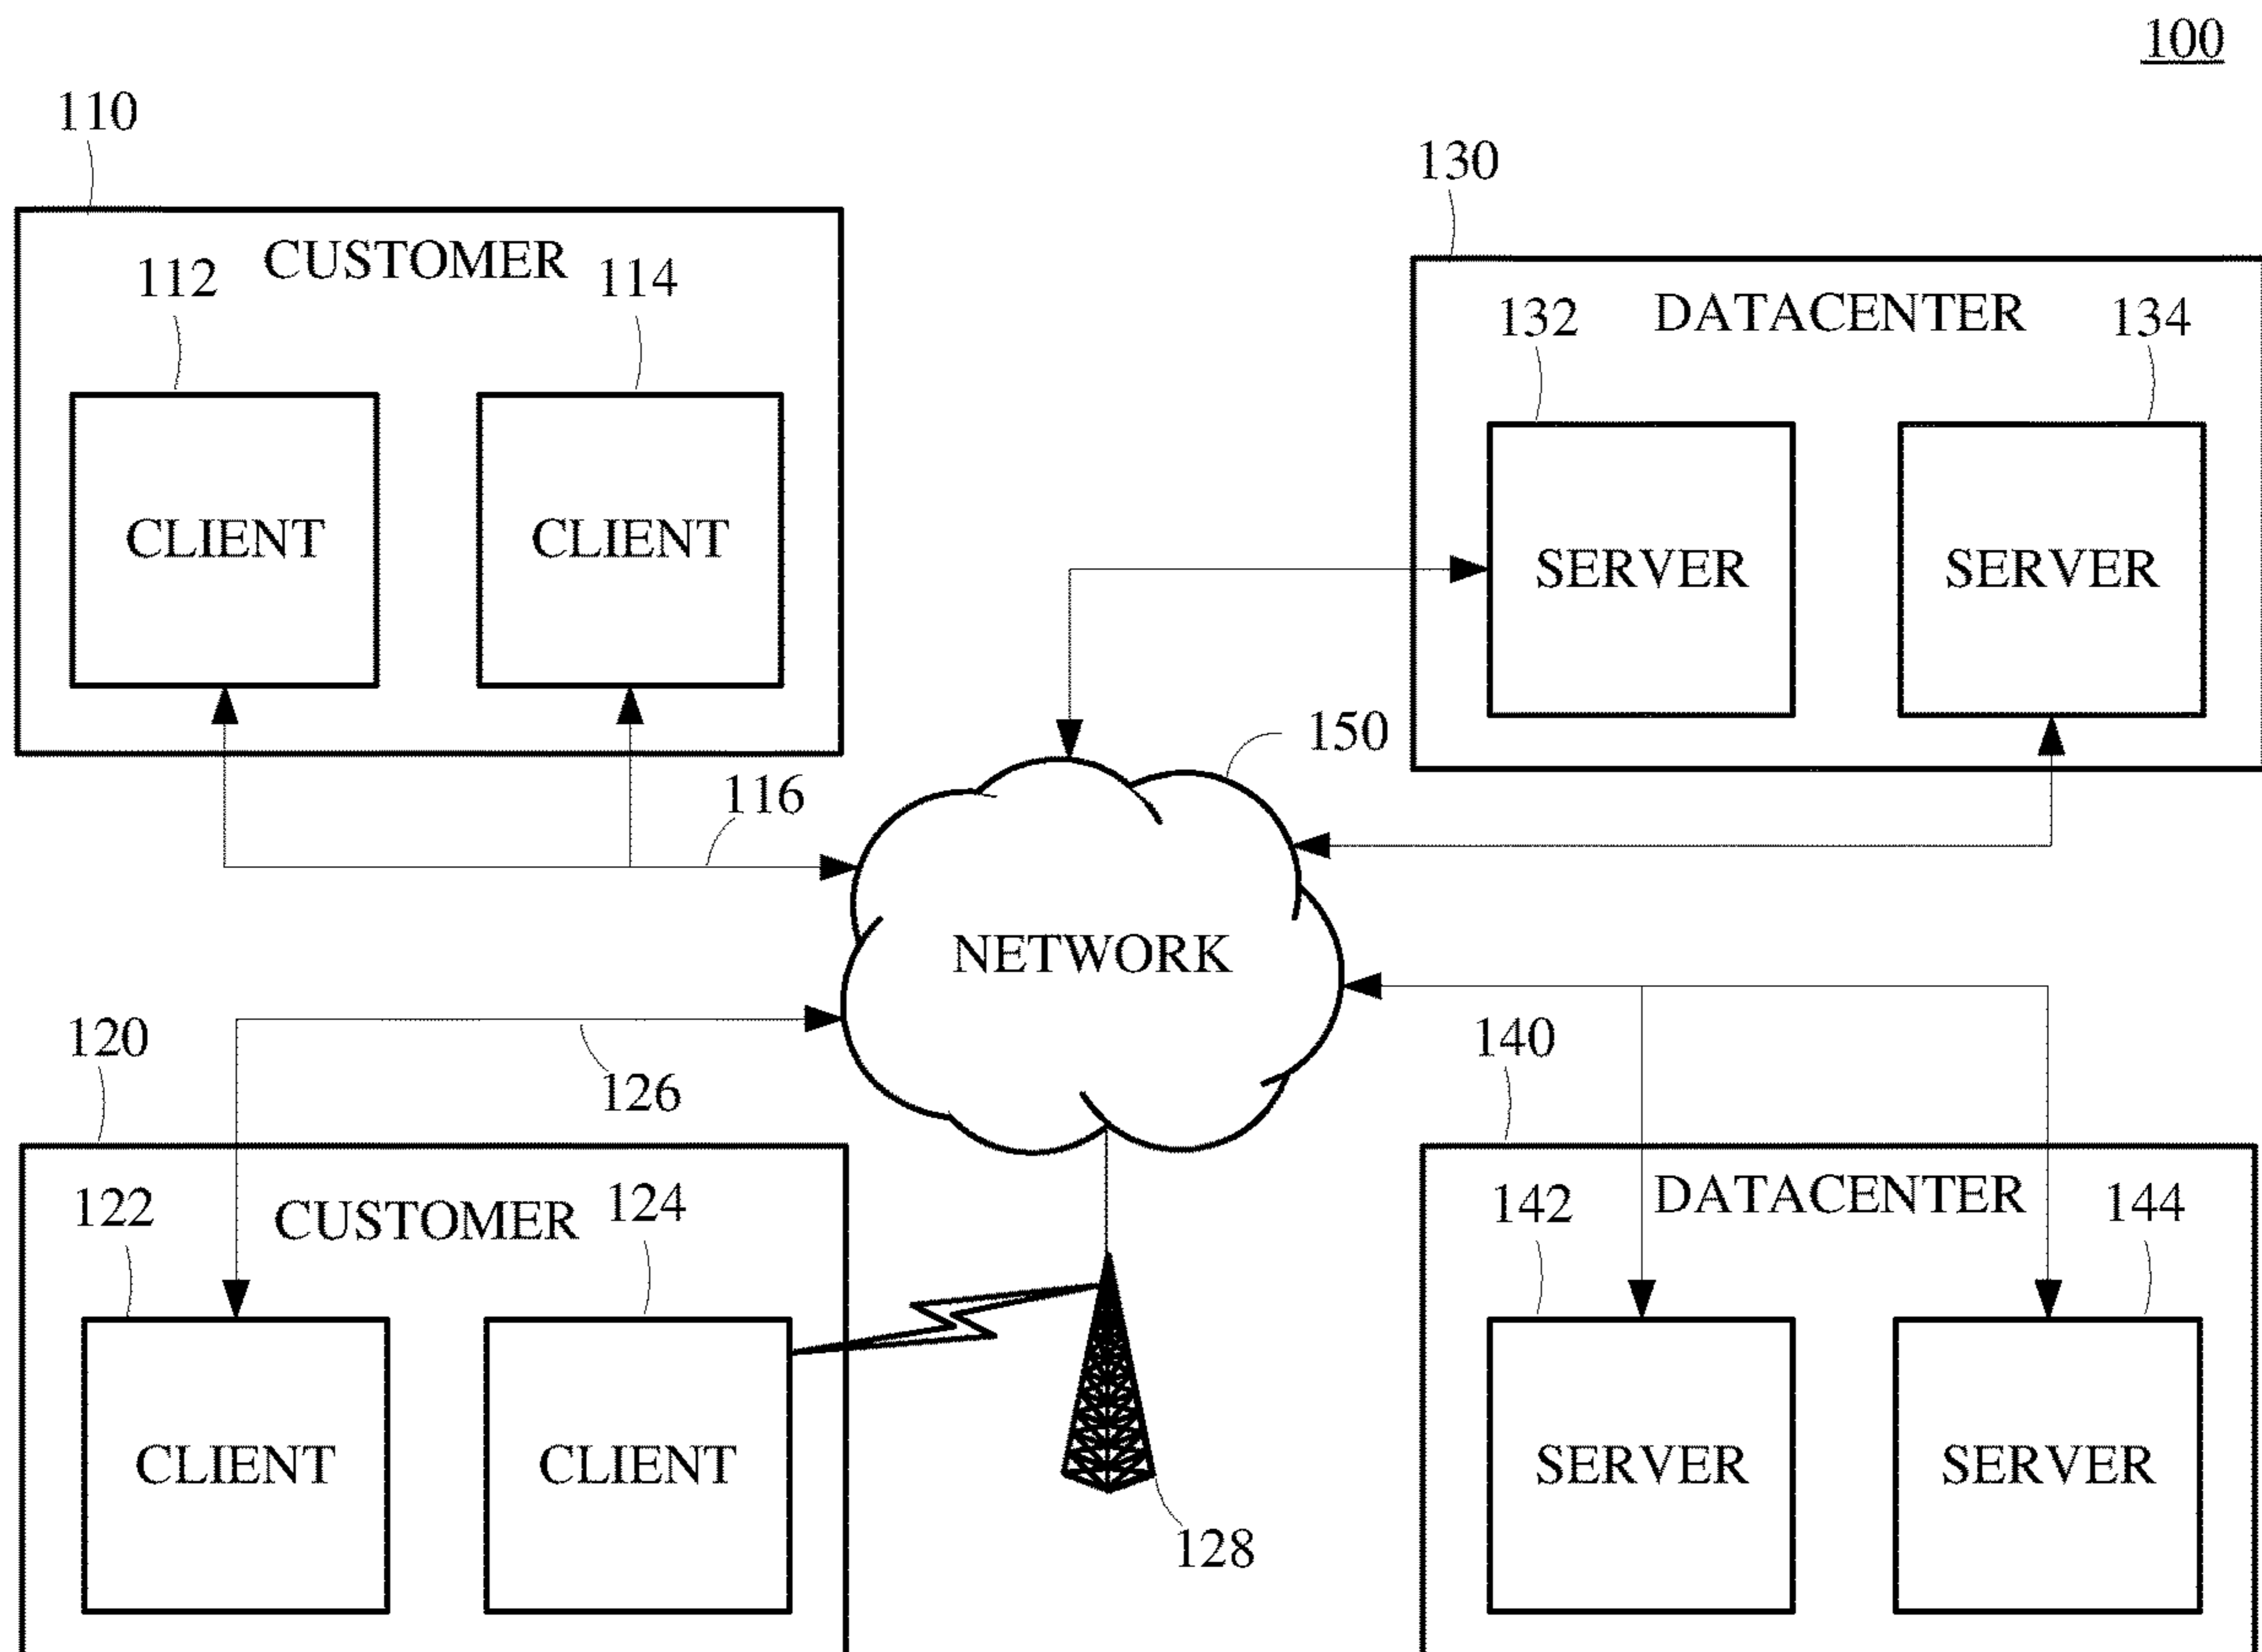 100
110
CUSTOMER
112
114
CLIENT
CLIENT
116
130
DATACENTER
132
134
SERVER
SERVER
150
NETWORK
120
126
CUSTOMER
122
124
CLIENT
CLIENT
128
140
DATACENTER
142
144
SERVER
SERVER